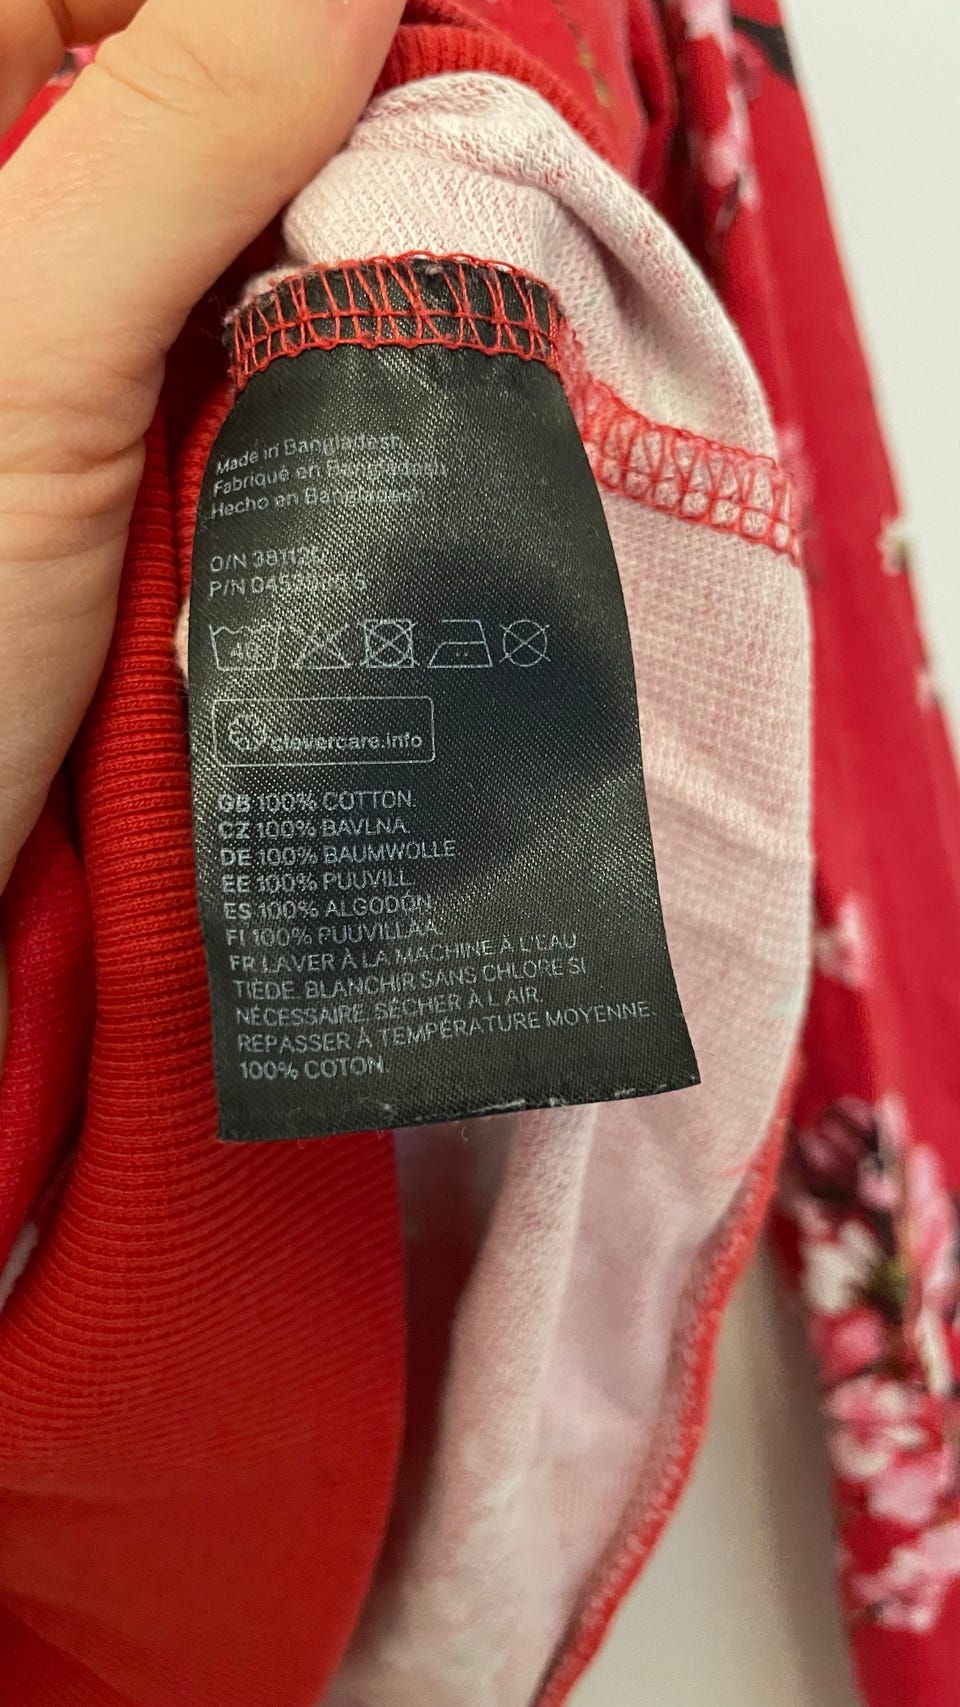 Made in Bangladesh
Fabriqué en Bangladesh
Hecho en Bangladesh
O/N
P/N
40
clevercare.info
GB 100% COTTON.
CZ 100% BAVLNA.
DE 100% BAUMWOLLE
EE 100% PUUVILL.
ES 100% ALGODÓN.
FI 100% PUUVILLAA.
FR LAVER À LA MACHINE À L'EAU
TIÈDE. BLANCHIR SANS CHLORE SI
NÉCESSAIRE. SÉCHER À L'AIR.
REPASSER À TEMPÉRATURE MOYENNE.
100% COTON.